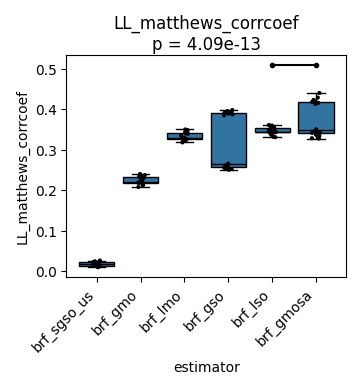 LL_matthews_corrcoef
p = 4.09e-13
LL_matthews_corrcoef
0.5
0.4
0.3
0.2
0.1
0.0
brf_sgso_us
brf_gmo
brf_lmo
brf_gso
brf_lso
brf_gmosa
estimator